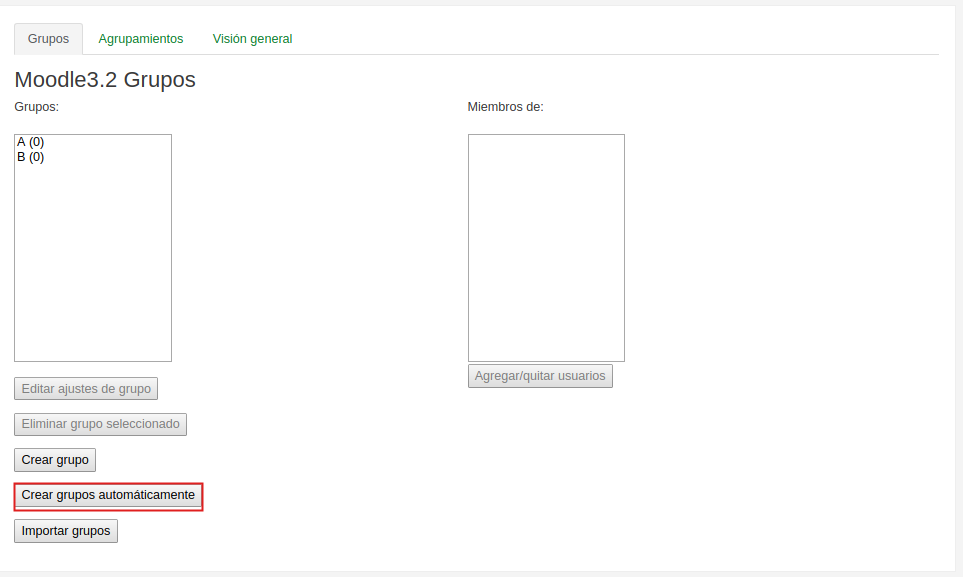 Grupos Agrupamientos Visión general
Moodle3.2 Grupos
Grupos:
A (0)
B (0)
Editar ajustes de grupo
Eliminar grupo seleccionado
Crear grupo
Crear grupos automáticamente
Importar grupos
Miembros de:
Agregar/quitar usuarios